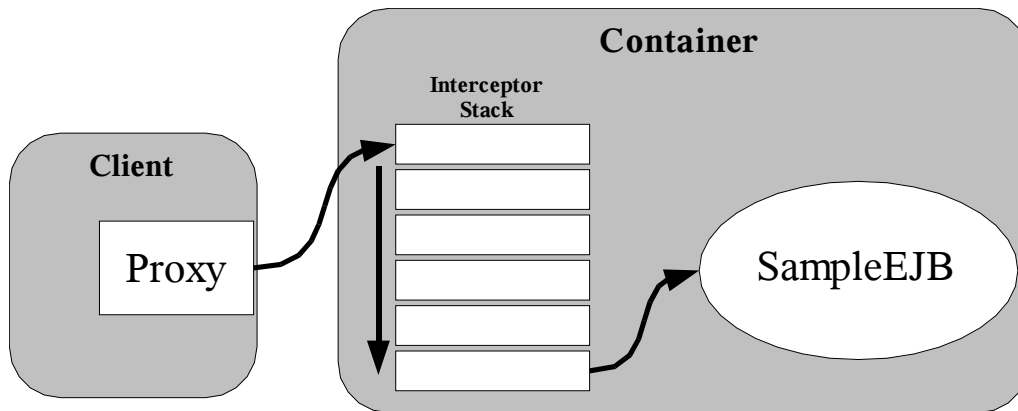 Container
Interceptor
Stack
Client
Proxy
SampleEJB